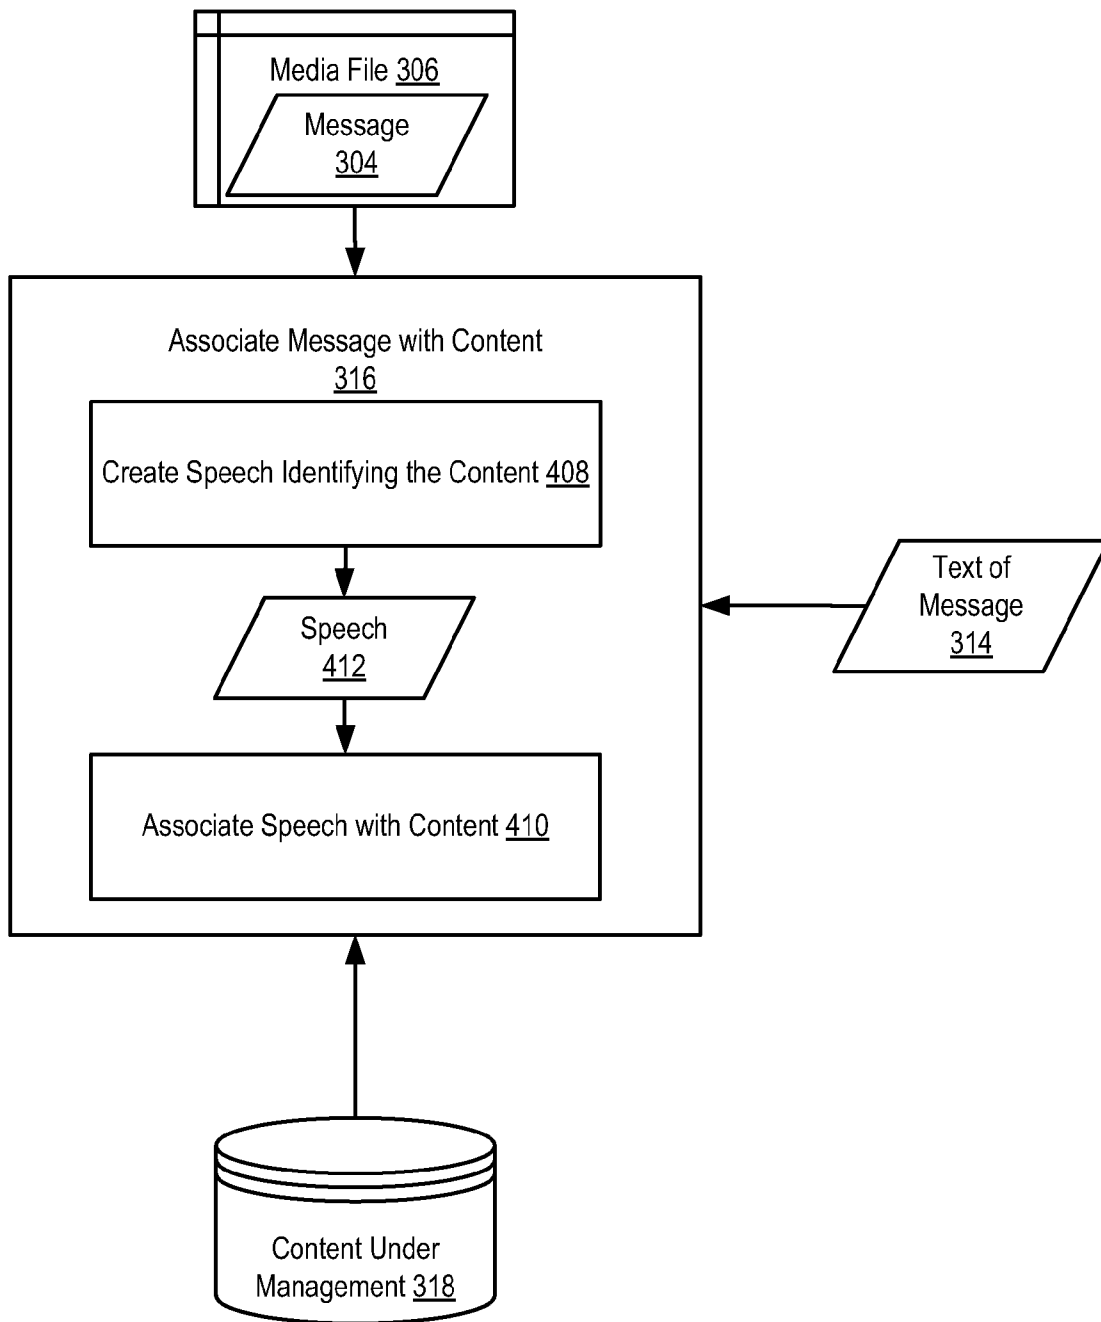 Media File 306
Message
304
Associate Message with Content
316
Create Speech Identifying the Content 408
Speech
412
Associate Speech with Content 410
Text of
Message
314
Content Under
Management 318